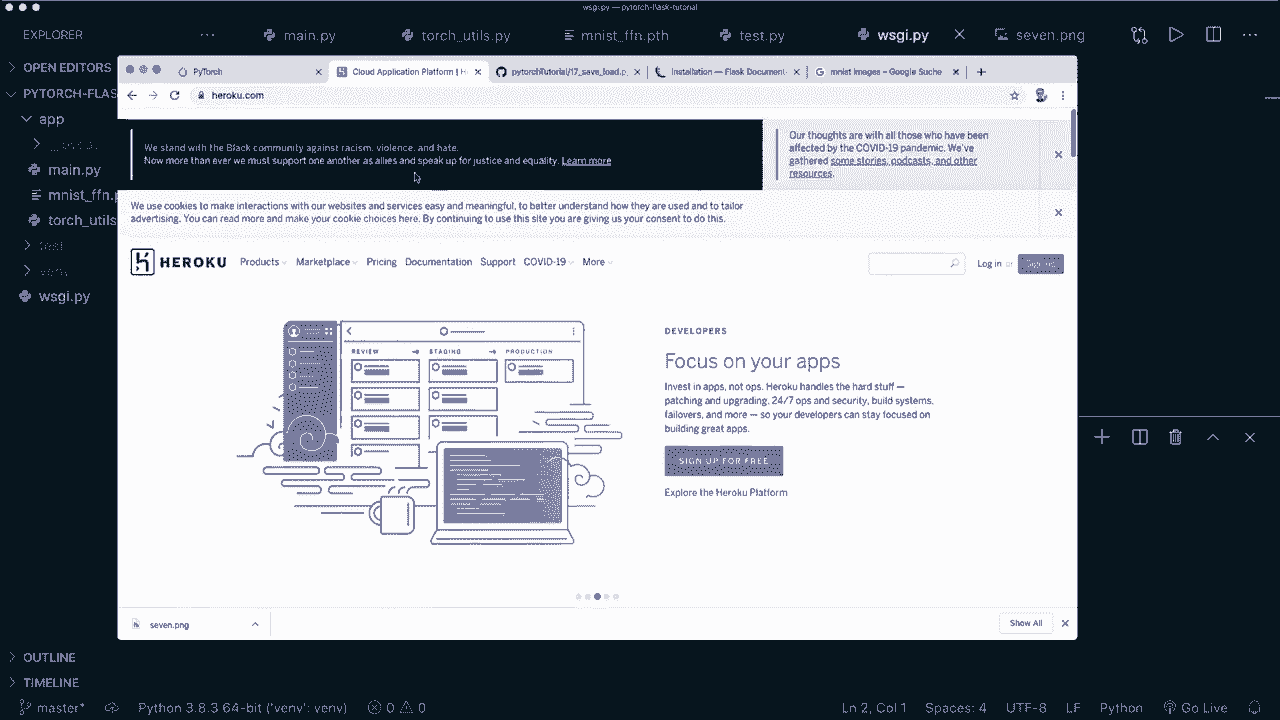 wsgi.py — pytorch-flask-tutorial
EXPLORER
main.py
torch_utils.py
mnist_ffn.pth
test.py
wsgi.py
seven.png
OPEN EDITORS
PYTORCH-FLAS
app
main.py
mnist_ffn.p
torch_utils
test
venv
wsgi.py
OUTLINE
TIMELINE
PyTorch
Cloud Application Platform | H
pytorchTutorial/17_save_load.p
Installation — Flask Document
mnist images – Google Suche
heroku.com
We stand with the Black community against racism, violence, and hate.
Now more than ever we must support one another as allies and speak up for justice and equality. Learn more
Our thoughts are with all those who have been
affected by the COVID-19 pandemic. We've
gathered some stories, podcasts, and other
resources.
We use cookies to make interactions with our websites and services easy and meaningful, to better understand how they are used and to tailor
advertising. You can read more and make your cookie choices here. By continuing to use this site you are giving us your consent to do this.
HEROKU
Products
Marketplace
Pricing
Documentation
Support
COVID-19
More
Log in or
Sign up
REVIEW
STAGING
PRODUCTION
DEVELOPERS
Focus on your apps
Invest in apps, not ops. Heroku handles the hard stuff —
patching and upgrading, 24/7 ops and security, build systems,
failovers, and more — so your developers can stay focused on
building great apps.
SIGN UP FOR FREE
Explore the Heroku Platform
seven.png
Show All
master*
Python 3.8.3 64-bit ('venv': venv)
0
0
Ln 2, Col 1
Spaces: 4
UTF-8
LF
Python
Go Live